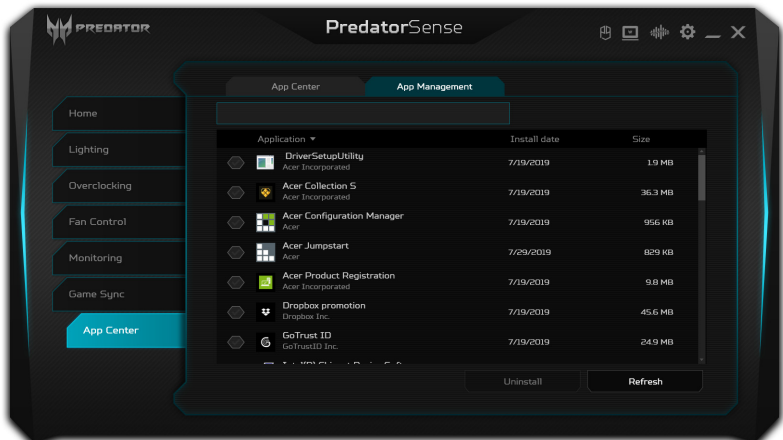 PREDATOR
PredatorSense
App Center
App Management
Home
Lighting
Overclocking
Fan Control
Monitoring
Game Sync
App Center
Application
Install date
Size
DriverSetupUtility
Acer Incorporated
7/19/2019
1.9 MB
Acer Collection S
Acer Incorporated
7/19/2019
36.3 MB
Acer Configuration Manager
Acer
7/19/2019
956 KB
Acer Jumpstart
Acer
7/29/2019
829 KB
Acer Product Registration
Acer Incorporated
7/19/2019
9.8 MB
Dropbox promotion
Dropbox Inc.
7/19/2019
45.6 MB
GoTrust ID
GoTrustID Inc.
7/19/2019
24.9 MB
Uninstall
Refresh